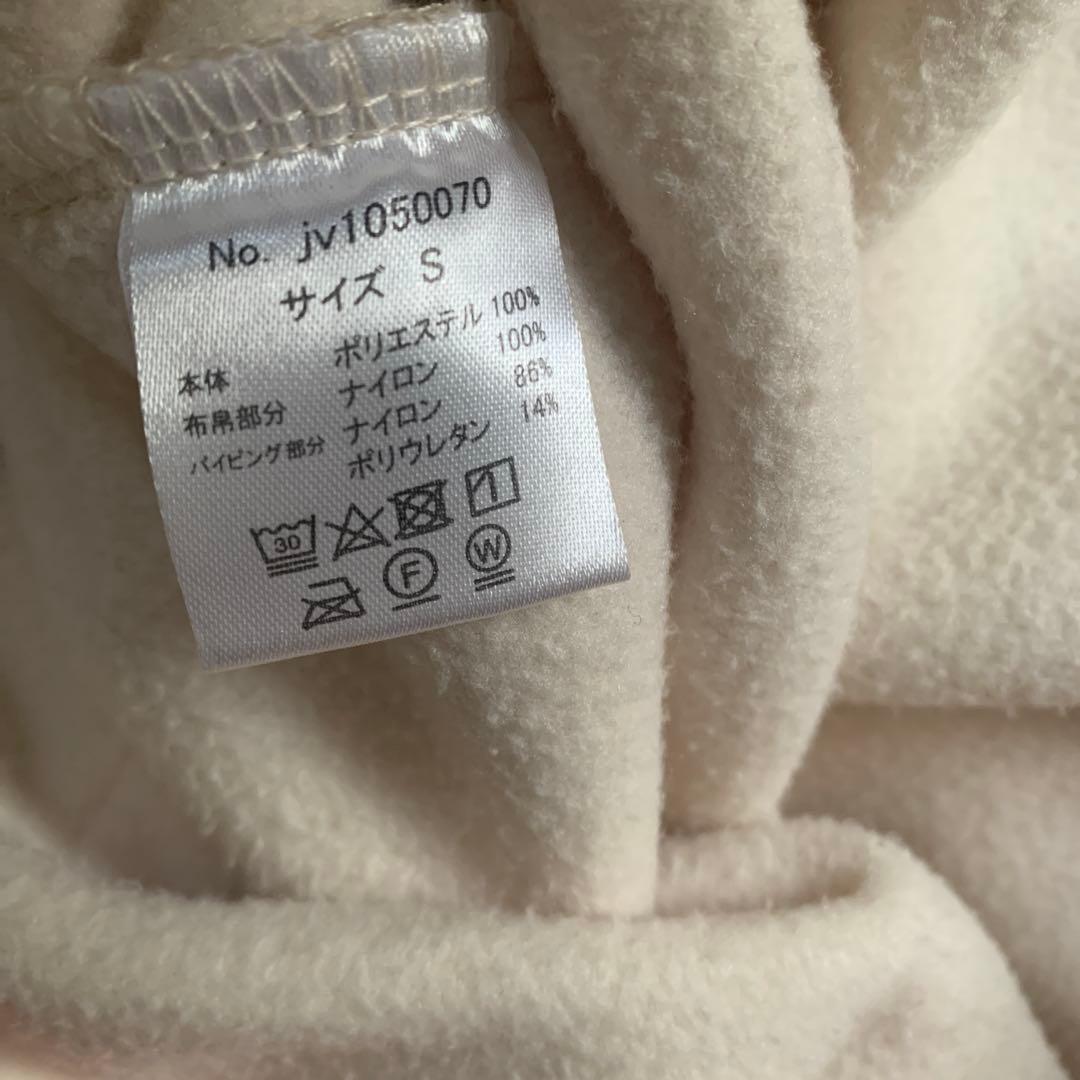 No. jv1050070
サイズ S
本体 ポリエステル 100%
布帛部分 ナイロン 100%
パイピング部分 ナイロン 86%
ポリウレタン 14%
30
F W